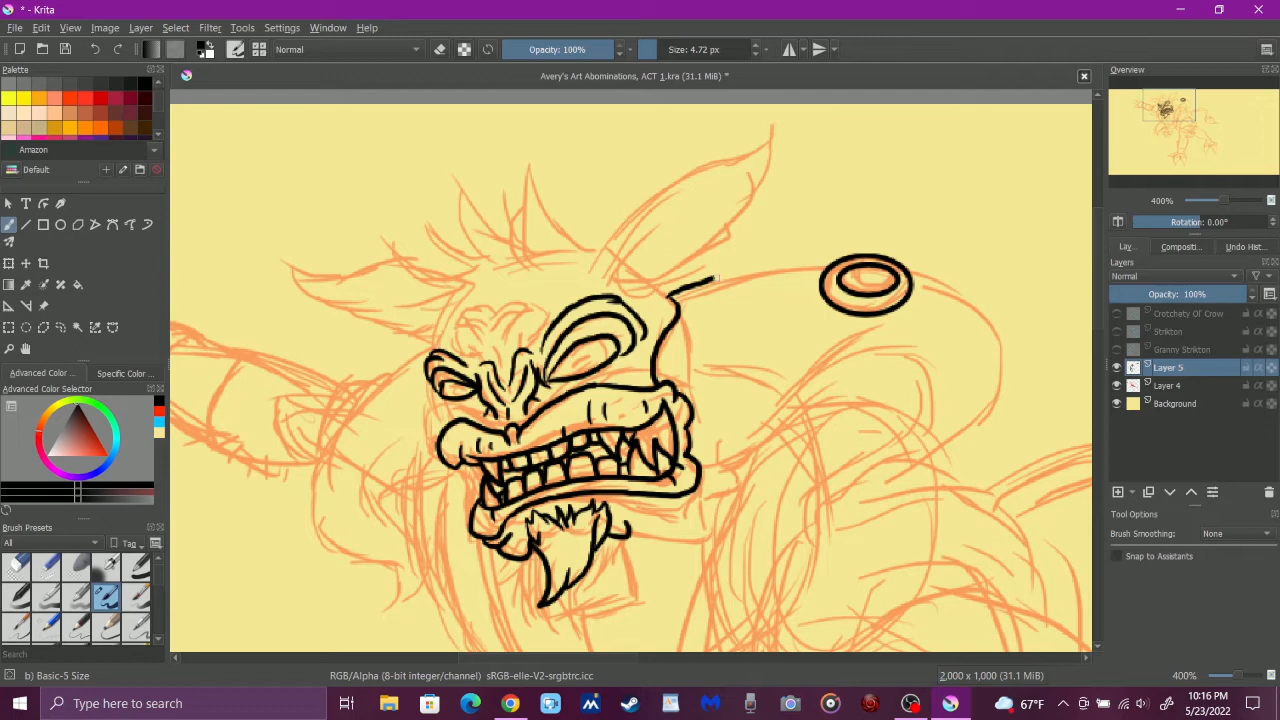 * - Krita
File Edit View Image Layer Select Filter Tools Settings Window Help
Normal Opacity: 100% Size: 4.72 px
Palette
Avery's Art Abominations, ACT 1.kra (31.1 MiB) *
Overview
Amazon
Default
400%
Rotation: 0.00°
Lay... Compositi... Undo Hist...
Layers
Normal
Opacity: 100%
Crotchety Ol' Crow
Strikton
Granny Strikton
Layer 5
Layer 4
Background
Advanced Color ... Specific Color ...
Advanced Color Selector
Tool Options
Brush Smoothing: None
Snap to Assistants
Brush Presets
All Tag
Search
b) Basic-5 Size RGB/Alpha (8-bit integer/channel) sRGB-elle-V2-srgbtrc.icc 2,000 x 1,000 (31.1 MiB) 400%
Type here to search 67°F 10:16 PM
5/23/2022